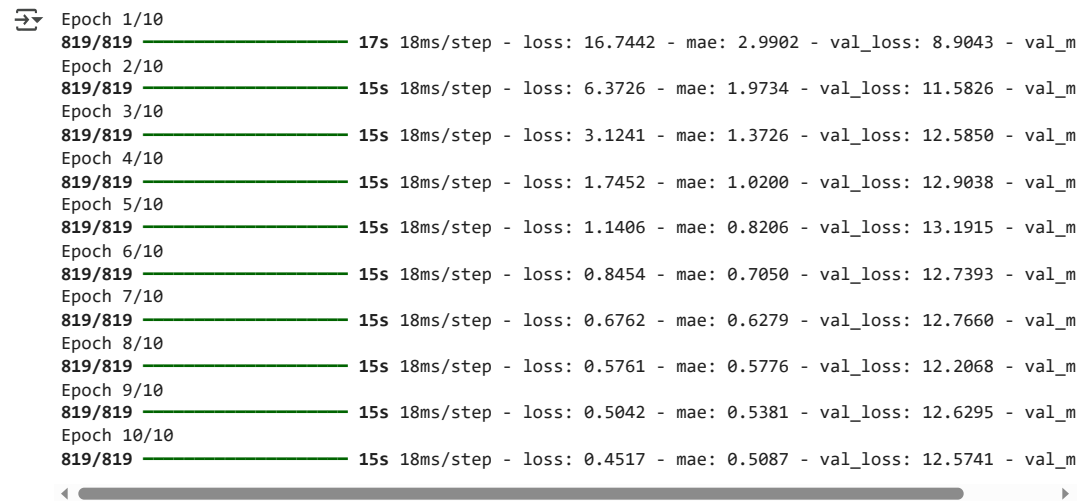 Epoch 1/10
819/819 ━━━━━━━━━━━━━━━━━━━━ 17s 18ms/step - loss: 16.7442 - mae: 2.9902 - val_loss: 8.9043 - val_m
Epoch 2/10
819/819 ━━━━━━━━━━━━━━━━━━━━ 15s 18ms/step - loss: 6.3726 - mae: 1.9734 - val_loss: 11.5826 - val_m
Epoch 3/10
819/819 ━━━━━━━━━━━━━━━━━━━━ 15s 18ms/step - loss: 3.1241 - mae: 1.3726 - val_loss: 12.5850 - val_m
Epoch 4/10
819/819 ━━━━━━━━━━━━━━━━━━━━ 15s 18ms/step - loss: 1.7452 - mae: 1.0200 - val_loss: 12.9038 - val_m
Epoch 5/10
819/819 ━━━━━━━━━━━━━━━━━━━━ 15s 18ms/step - loss: 1.1406 - mae: 0.8206 - val_loss: 13.1915 - val_m
Epoch 6/10
819/819 ━━━━━━━━━━━━━━━━━━━━ 15s 18ms/step - loss: 0.8454 - mae: 0.7050 - val_loss: 12.7393 - val_m
Epoch 7/10
819/819 ━━━━━━━━━━━━━━━━━━━━ 15s 18ms/step - loss: 0.6762 - mae: 0.6279 - val_loss: 12.7660 - val_m
Epoch 8/10
819/819 ━━━━━━━━━━━━━━━━━━━━ 15s 18ms/step - loss: 0.5761 - mae: 0.5776 - val_loss: 12.2068 - val_m
Epoch 9/10
819/819 ━━━━━━━━━━━━━━━━━━━━ 15s 18ms/step - loss: 0.5042 - mae: 0.5381 - val_loss: 12.6295 - val_m
Epoch 10/10
819/819 ━━━━━━━━━━━━━━━━━━━━ 15s 18ms/step - loss: 0.4517 - mae: 0.5087 - val_loss: 12.5741 - val_m